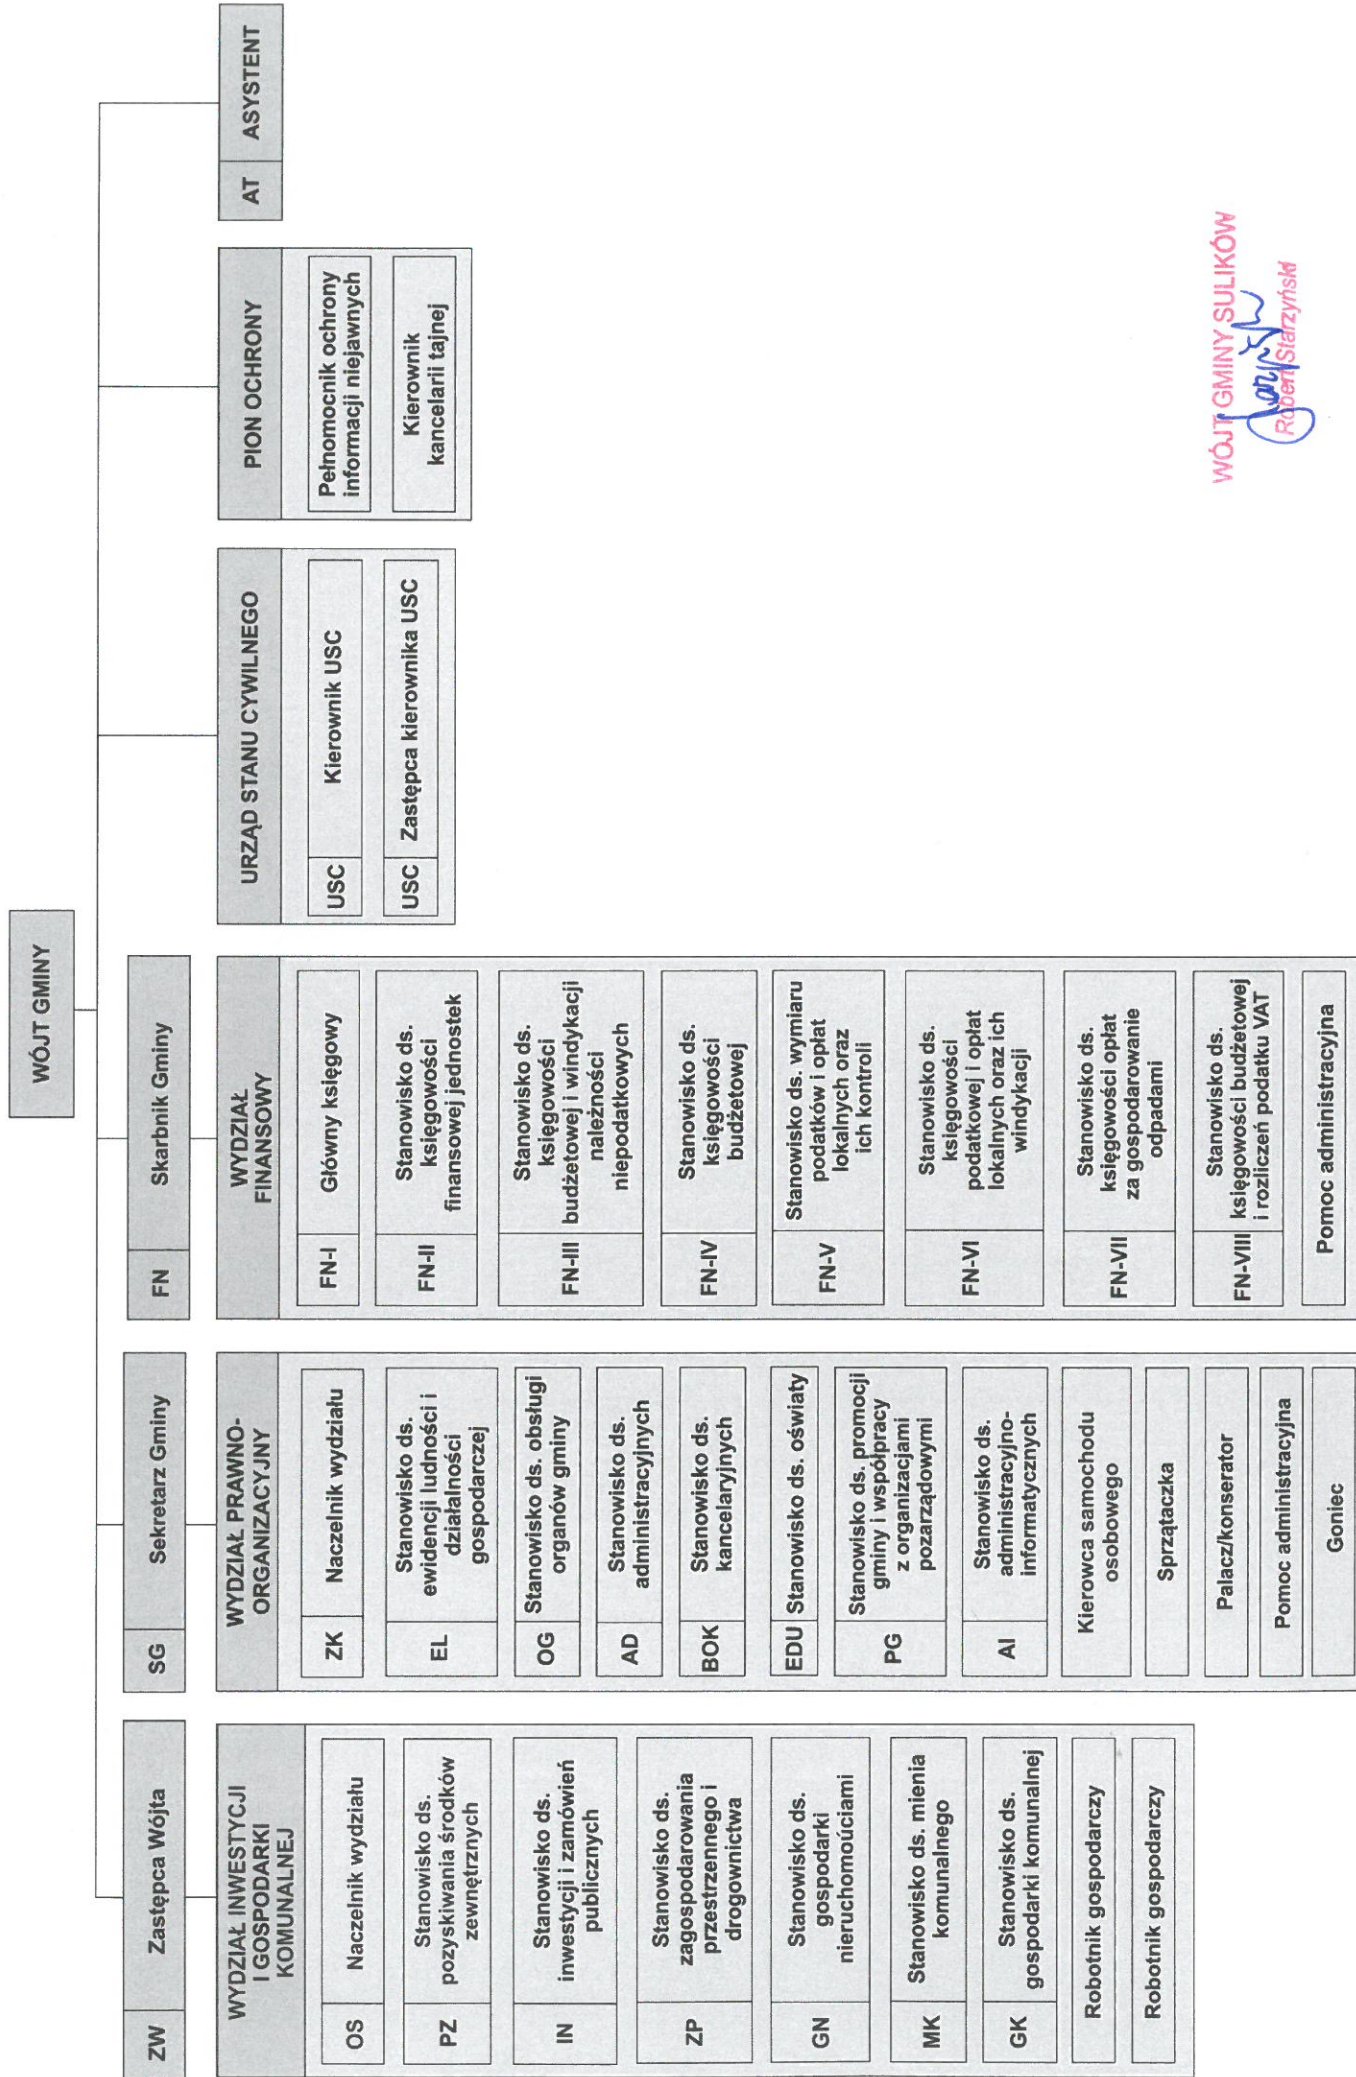 WÓJT GMINY
ZW
Zastępca Wójta
WYDZIAŁ INWESTYCJI
I GOSPODARKI
KOMUNALNEJ
OS
Naczelnik wydziału
PZ
Stanowisko ds.
pozyskiwania środków
zewnętrznych
IN
Stanowisko ds.
inwestycji i zamówień
publicznych
ZP
Stanowisko ds.
zagospodarowania
przestrzennego i
drogownictwa
GN
Stanowisko ds.
gospodarki
nieruchomoúciami
MK
Stanowisko ds. mienia
komunalnego
GK
Stanowisko ds.
gospodarki komunalnej
Robotnik gospodarczy
Robotnik gospodarczy
SG
Sekretarz Gminy
WYDZIAŁ PRAWNO-
ORGANIZACYJNY
ZK
Naczelnik wydziału
EL
Stanowisko ds.
ewidencji ludności i
działalności
gospodarczej
OG
Stanowisko ds. obsługi
organów gminy
AD
Stanowisko ds.
administracyjnych
BOK
Stanowisko ds.
kancelaryjnych
EDU
Stanowisko ds. oświaty
PG
Stanowisko ds. promocji
gminy i współpracy
z organizacjami
pozarządowymi
AI
Stanowisko ds.
administracyjno-
informatycznych
Kierowca samochodu
osobowego
Sprzątaczka
Palacz/konserator
Pomoc administracyjna
Goniec
FN
Skarbnik Gminy
WYDZIAŁ
FINANSOWY
FN-I
Główny księgowy
FN-II
Stanowisko ds.
księgowości
finansowej jednostek
FN-III
Stanowisko ds.
księgowości
budżetowej i windykacji
należności
niepodatkowych
FN-IV
Stanowisko ds.
księgowości
budżetowej
FN-V
Stanowisko ds. wymiaru
podatków i opłat
lokalnych oraz
ich kontroli
FN-VI
Stanowisko ds.
księgowości
podatkowej i opłat
lokalnych oraz ich
windykacji
FN-VII
Stanowisko ds.
księgowości opłat
za gospodarowanie
odpadami
FN-VIII
Stanowisko ds.
księgowości budżetowej
i rozliczeń podatku VAT
Pomoc administracyjna
URZĄD STANU CYWILNEGO
USC
Kierownik USC
USC
Zastępca kierownika USC
PION OCHRONY
Pełnomocnik ochrony
informacji niejawnych
Kierownik
kancelarii tajnej
AT
ASYSTENT
WÓJT GMINY SULIKÓW
Robert Starzyński